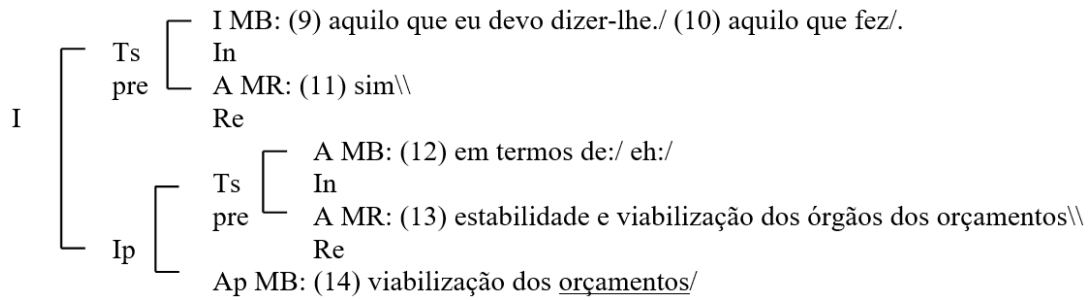 I MB: (9) aquilo que eu devo dizer-lhe./ (10) aquilo que fez/.
Ts In
pre A MR: (11) sim\\
I Re
A MB: (12) em termos de:/ eh:/
Ts In
pre A MR: (13) estabilidade e viabilização dos órgãos dos orçamentos\\
Ip Re
Ap MB: (14) viabilização dos orçamentos/